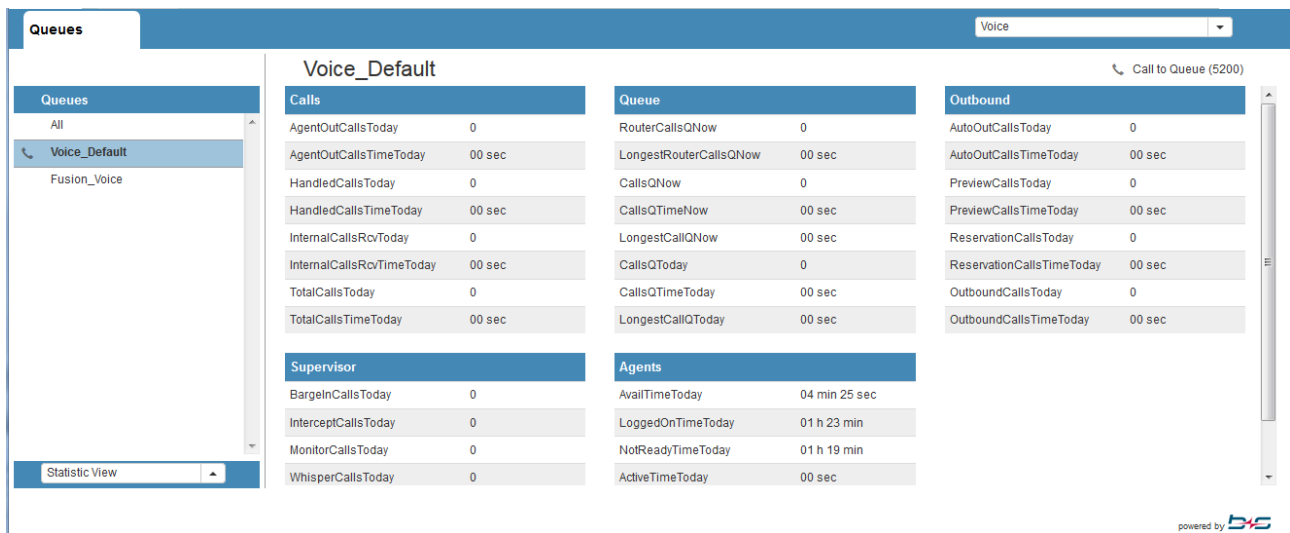 Queues
Voice
Voice_Default
Call to Queue (5200)
Queues
All
Voice_Default
Fusion_Voice
Statistic View
Calls
AgentOutCallsToday 0
AgentOutCallsTimeToday 00 sec
HandledCallsToday 0
HandledCallsTimeToday 00 sec
InternalCallsRcvToday 0
InternalCallsRcvTimeToday 00 sec
TotalCallsToday 0
TotalCallsTimeToday 00 sec
Queue
RouterCallsQNow 0
LongestRouterCallsQNow 00 sec
CallsQNow 0
CallsQTimeNow 00 sec
LongestCallQNow 00 sec
CallsQToday 0
CallsQTimeToday 00 sec
LongestCallQToday 00 sec
Outbound
AutoOutCallsToday 0
AutoOutCallsTimeToday 00 sec
PreviewCallsToday 0
PreviewCallsTimeToday 00 sec
ReservationCallsToday 0
ReservationCallsTimeToday 00 sec
OutboundCallsToday 0
OutboundCallsTimeToday 00 sec
Supervisor
BargeInCallsToday 0
InterceptCallsToday 0
MonitorCallsToday 0
WhisperCallsToday 0
Agents
AvailTimeToday 04 min 25 sec
LoggedOnTimeToday 01 h 23 min
NotReadyTimeToday 01 h 19 min
ActiveTimeToday 00 sec
powered by b+s